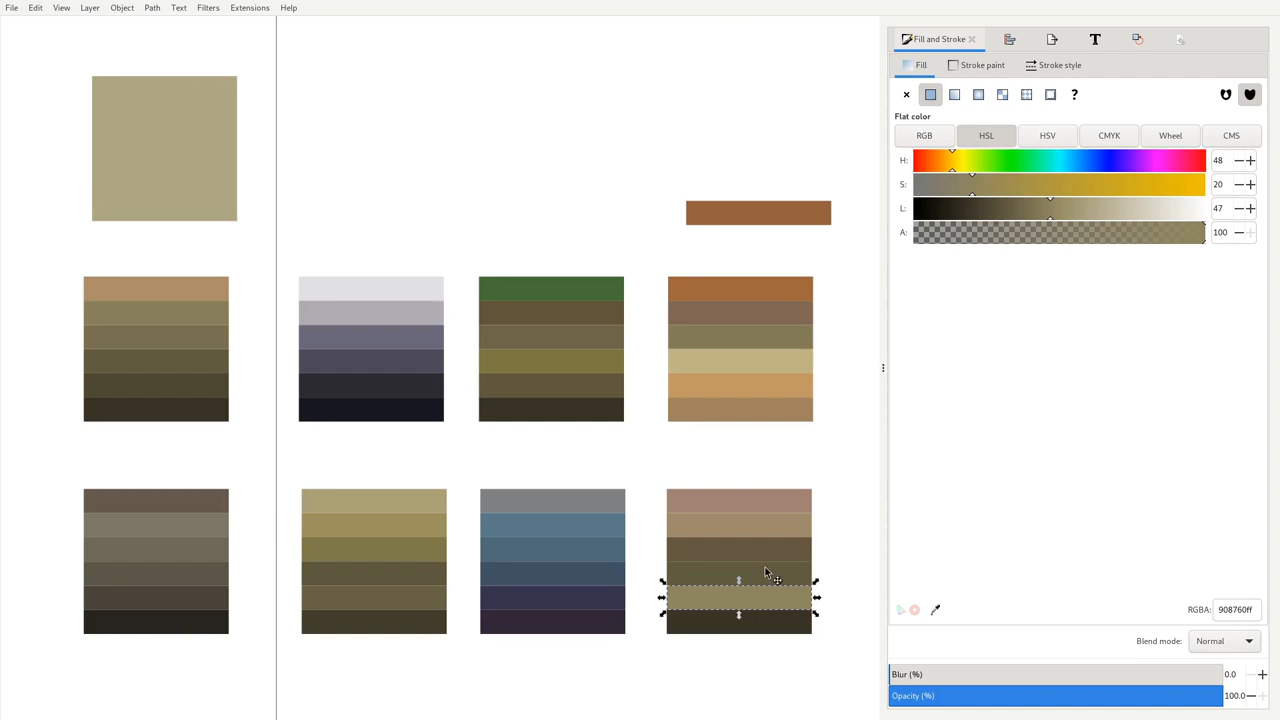 File Edit View Layer Object Path Text Filters Extensions Help
Fill and Stroke
Fill Stroke paint Stroke style
Flat color
RGB HSL HSV CMYK Wheel CMS
H: 48
S: 20
L: 47
A: 100
RGBA: 908760ff
Blend mode: Normal
Blur (%) 0.0
Opacity (%) 100.0